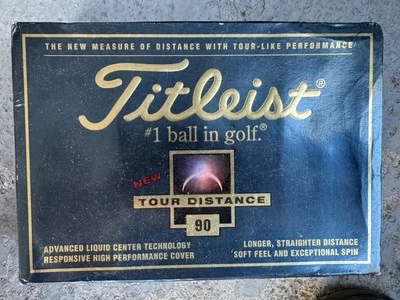 THE NEW MEASURE OF DISTANCE WITH TOUR-LIKE PERFORMANCE
Titleist®
#1 ball in golf.®
NEW
TOUR DISTANCE
90
ADVANCED LIQUID CENTER TECHNOLOGY
RESPONSIVE HIGH PERFORMANCE COVER
LONGER, STRAIGHTER DISTANCE
SOFT FEEL AND EXCEPTIONAL SPIN